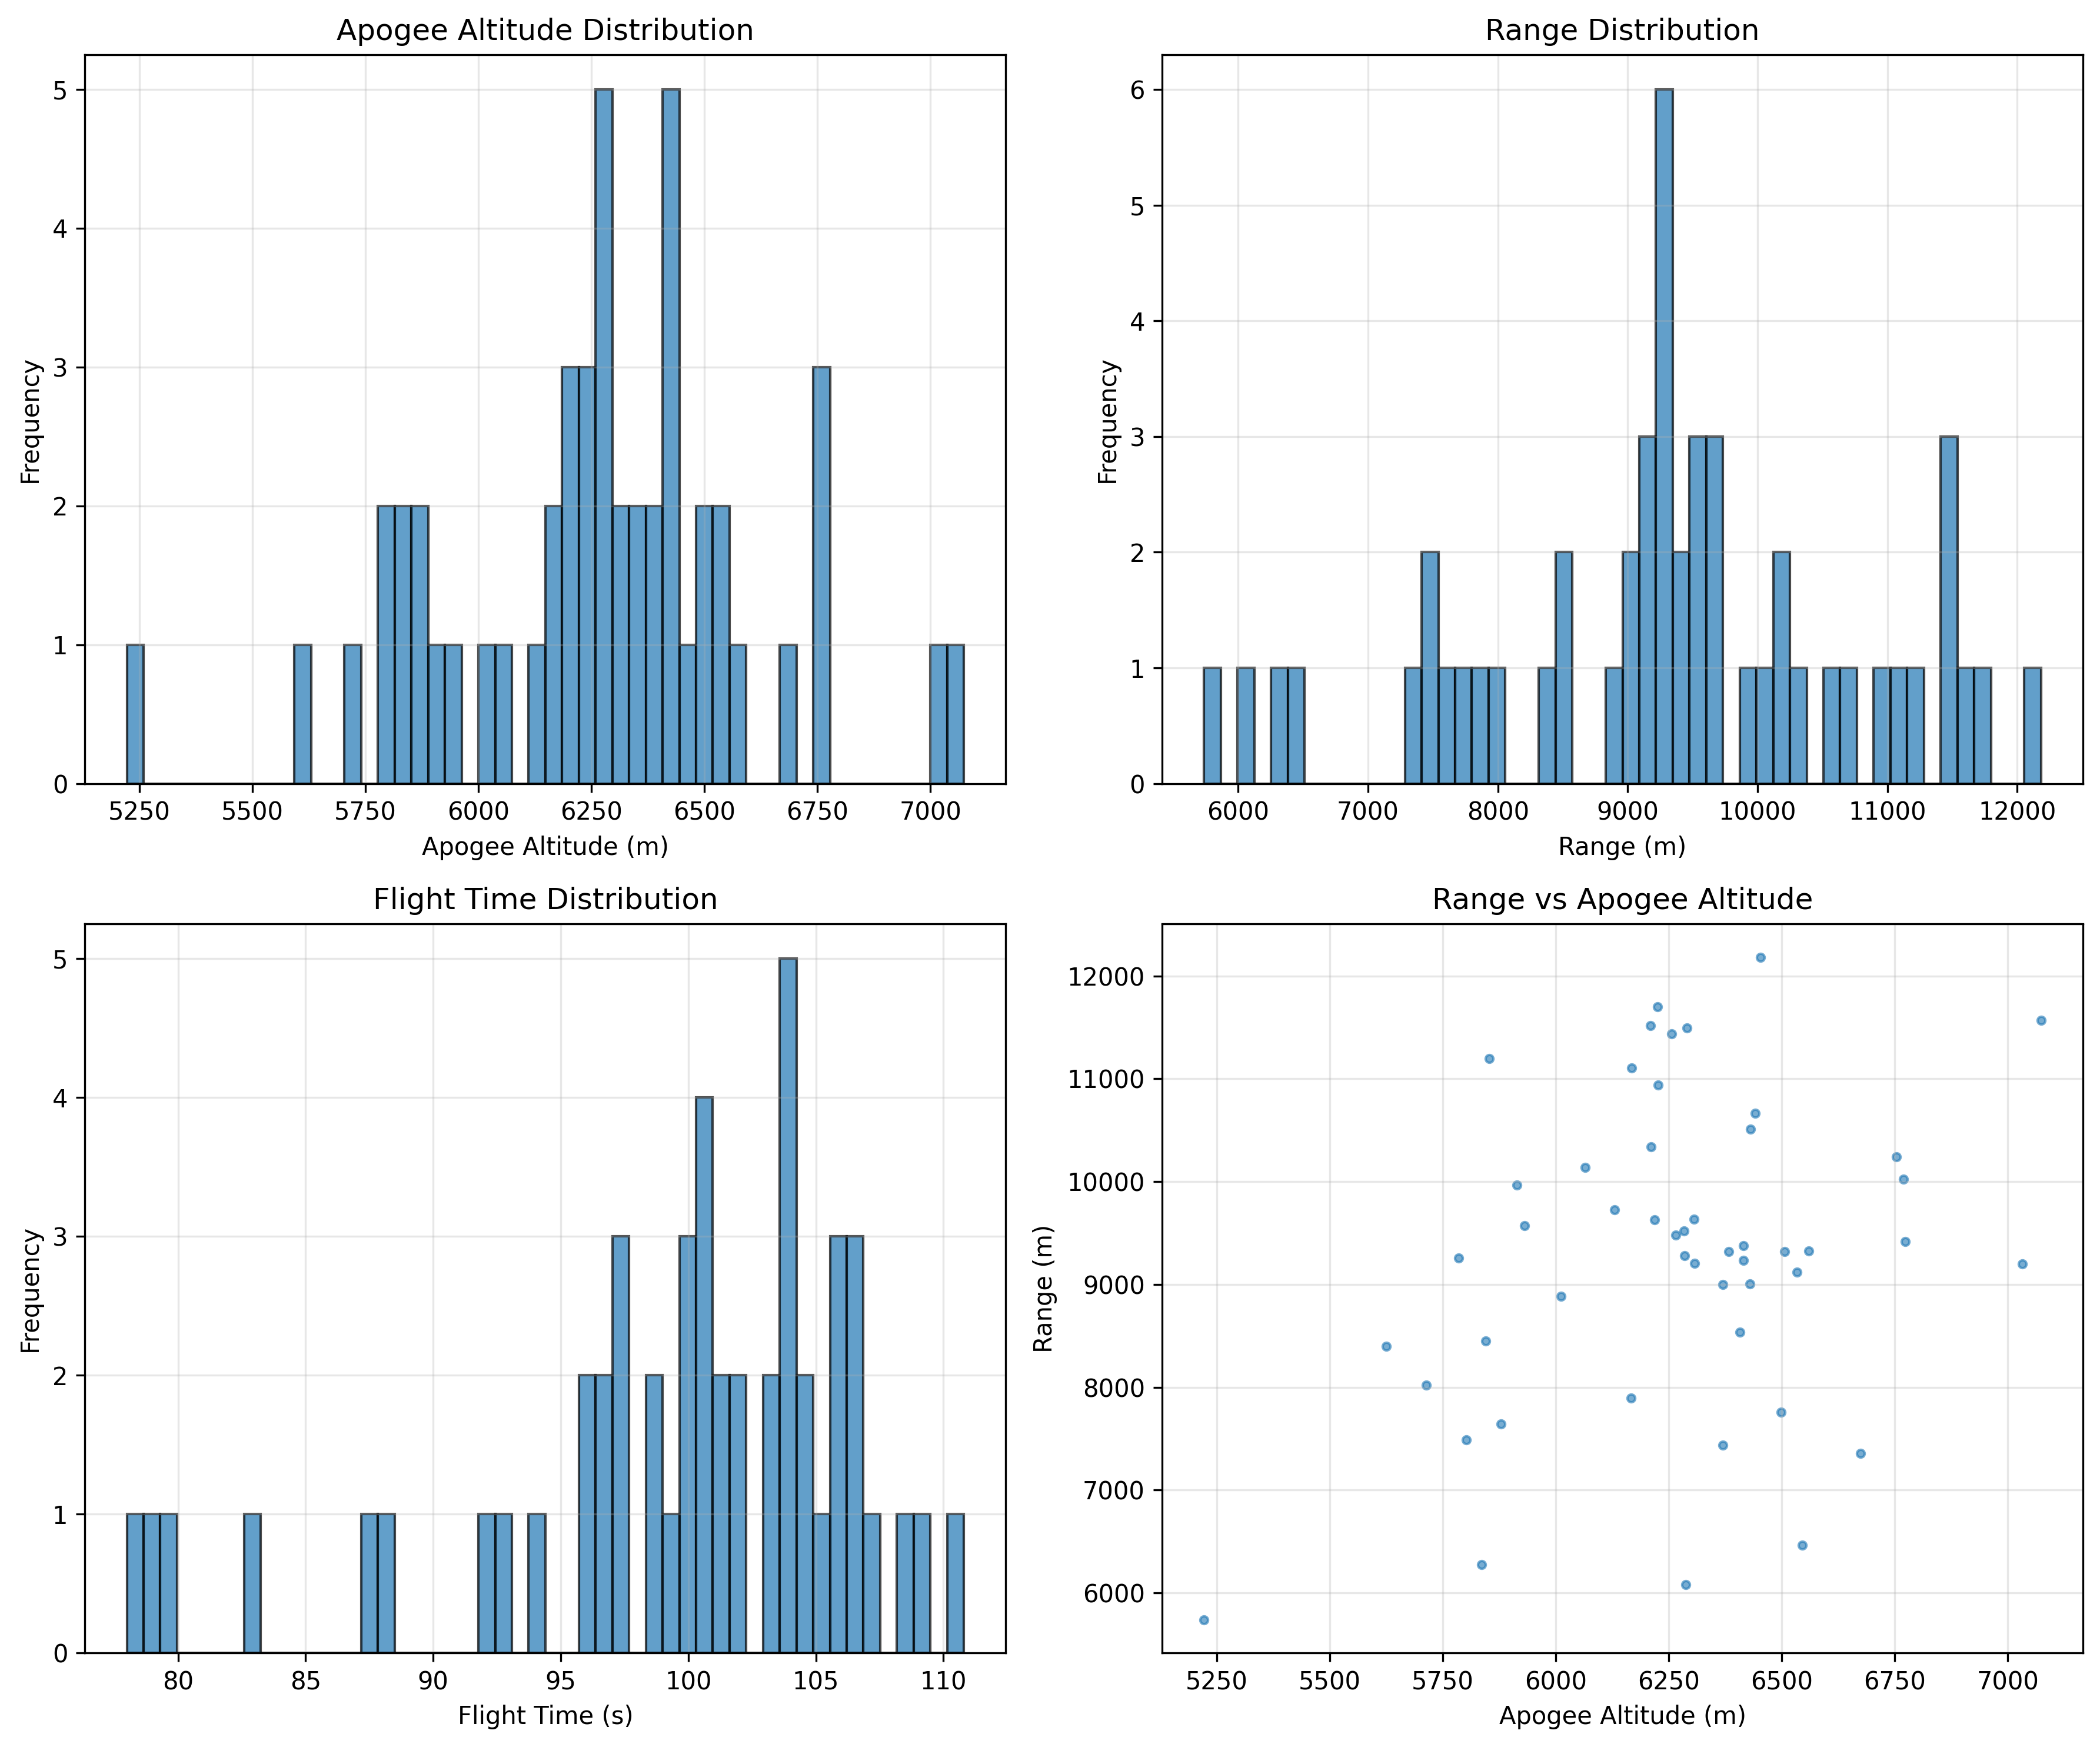 Apogee Altitude Distribution
Frequency
5
4
3
2
1
0
5250 5500 5750 6000 6250 6500 6750 7000
Apogee Altitude (m)
Range Distribution
Frequency
6
5
4
3
2
1
0
6000 7000 8000 9000 10000 11000 12000
Range (m)
Flight Time Distribution
Frequency
5
4
3
2
1
0
80 85 90 95 100 105 110
Flight Time (s)
Range vs Apogee Altitude
Range (m)
12000
11000
10000
9000
8000
7000
6000
5250 5500 5750 6000 6250 6500 6750 7000
Apogee Altitude (m)